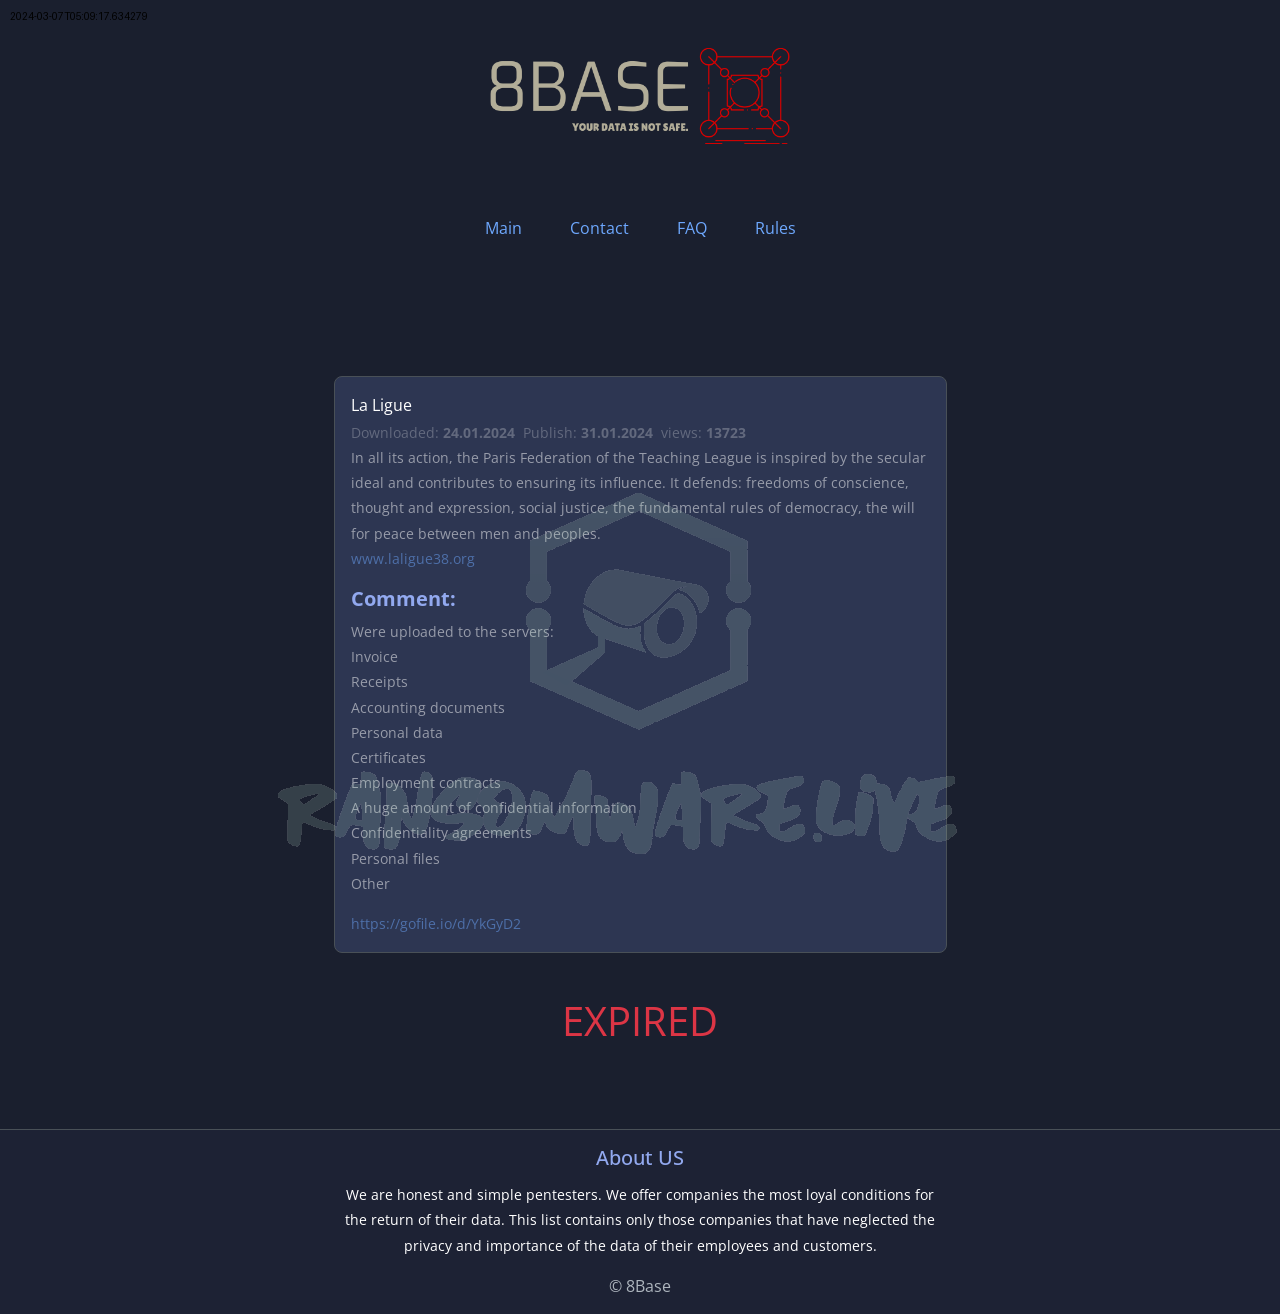 2024-03-07T05:09:17.634279
8BASE
YOUR DATA IS NOT SAFE.
Main Contact FAQ Rules
La Ligue
Downloaded: 24.01.2024 Publish: 31.01.2024 views: 13723
In all its action, the Paris Federation of the Teaching League is inspired by the secular
ideal and contributes to ensuring its influence. It defends: freedoms of conscience,
thought and expression, social justice, the fundamental rules of democracy, the will
for peace between men and peoples.
www.laligue38.org
Comment:
Were uploaded to the servers:
Invoice
Receipts
Accounting documents
Personal data
Certificates
Employment contracts
A huge amount of confidential information
RANSOMWARE.LIVE
Confidentiality agreements
Personal files
Other
https://gofile.io/d/YkGyD2
EXPIRED
About US
We are honest and simple pentesters. We offer companies the most loyal conditions for
the return of their data. This list contains only those companies that have neglected the
privacy and importance of the data of their employees and customers.
© 8Base